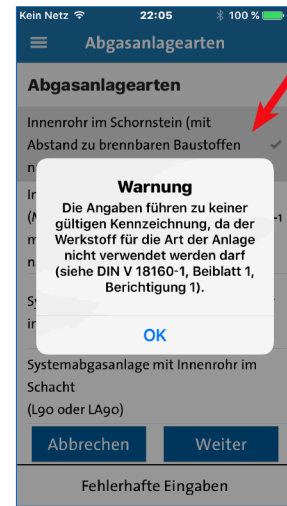 Kein Netz 22:05 100 %
Abgasanlagearten
Abgasanlagearten
Innenrohr im Schornstein (mit
Abstand zu brennbaren Baustoffen
Warnung
Die Angaben führen zu keiner
gültigen Kennzeichnung, da der
Werkstoff für die Art der Anlage
nicht verwendet werden darf
(siehe DIN V 18160-1, Beiblatt 1,
Berichtigung 1).
OK
Systemabgasanlage mit Innenrohr im
Schacht
(L90 oder LA90)
Abbrechen Weiter
Fehlerhafte Eingaben